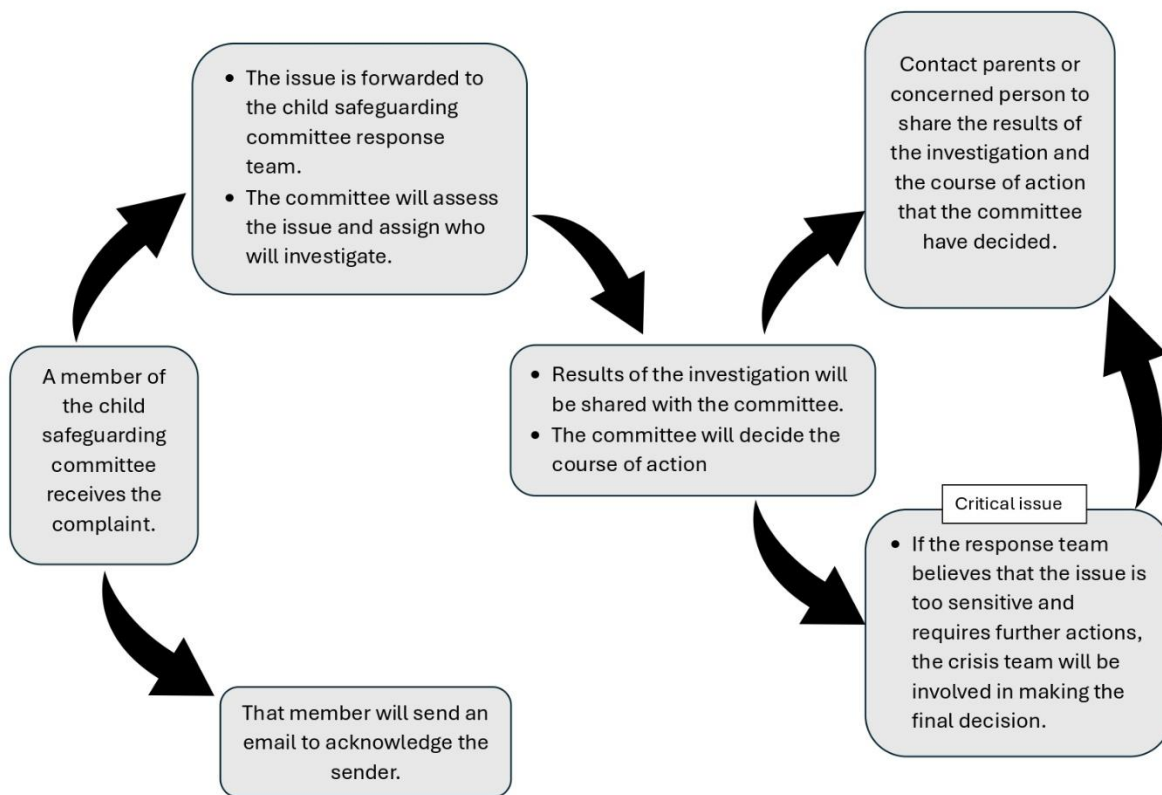 A member of
the child
safeguarding
committee
receives the
complaint.
• The issue is forwarded to
the child safeguarding
committee response
team.
• The committee will assess
the issue and assign who
will investigate.
That member will send an
email to acknowledge the
sender.
• Results of the investigation will
be shared with the committee.
• The committee will decide the
course of action
Contact parents or
concerned person to
share the results of
the investigation and
the course of action
that the committee
have decided.
Critical issue
• If the response team
believes that the issue is
too sensitive and
requires further actions,
the crisis team will be
involved in making the
final decision.